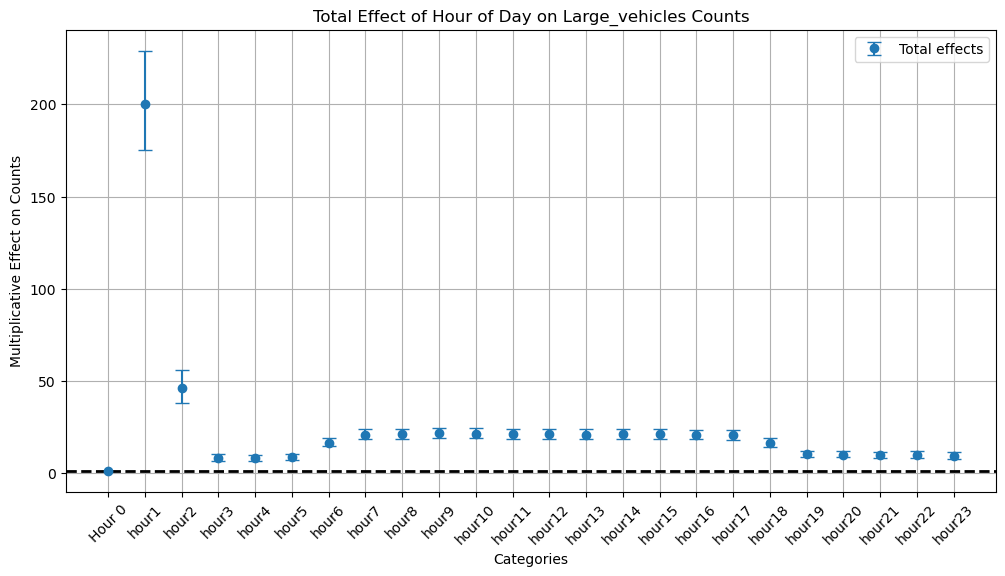 Total Effect of Hour of Day on Large_vehicles Counts
Total effects
Multiplicative Effect on Counts
200
150
100
50
0
Hour 0
hour1
hour2
hour3
hour4
hour5
hour6
hour7
hour8
hour9
hour10
hour11
hour12
hour13
hour14
hour15
hour16
hour17
hour18
hour19
hour20
hour21
hour22
hour23
Categories